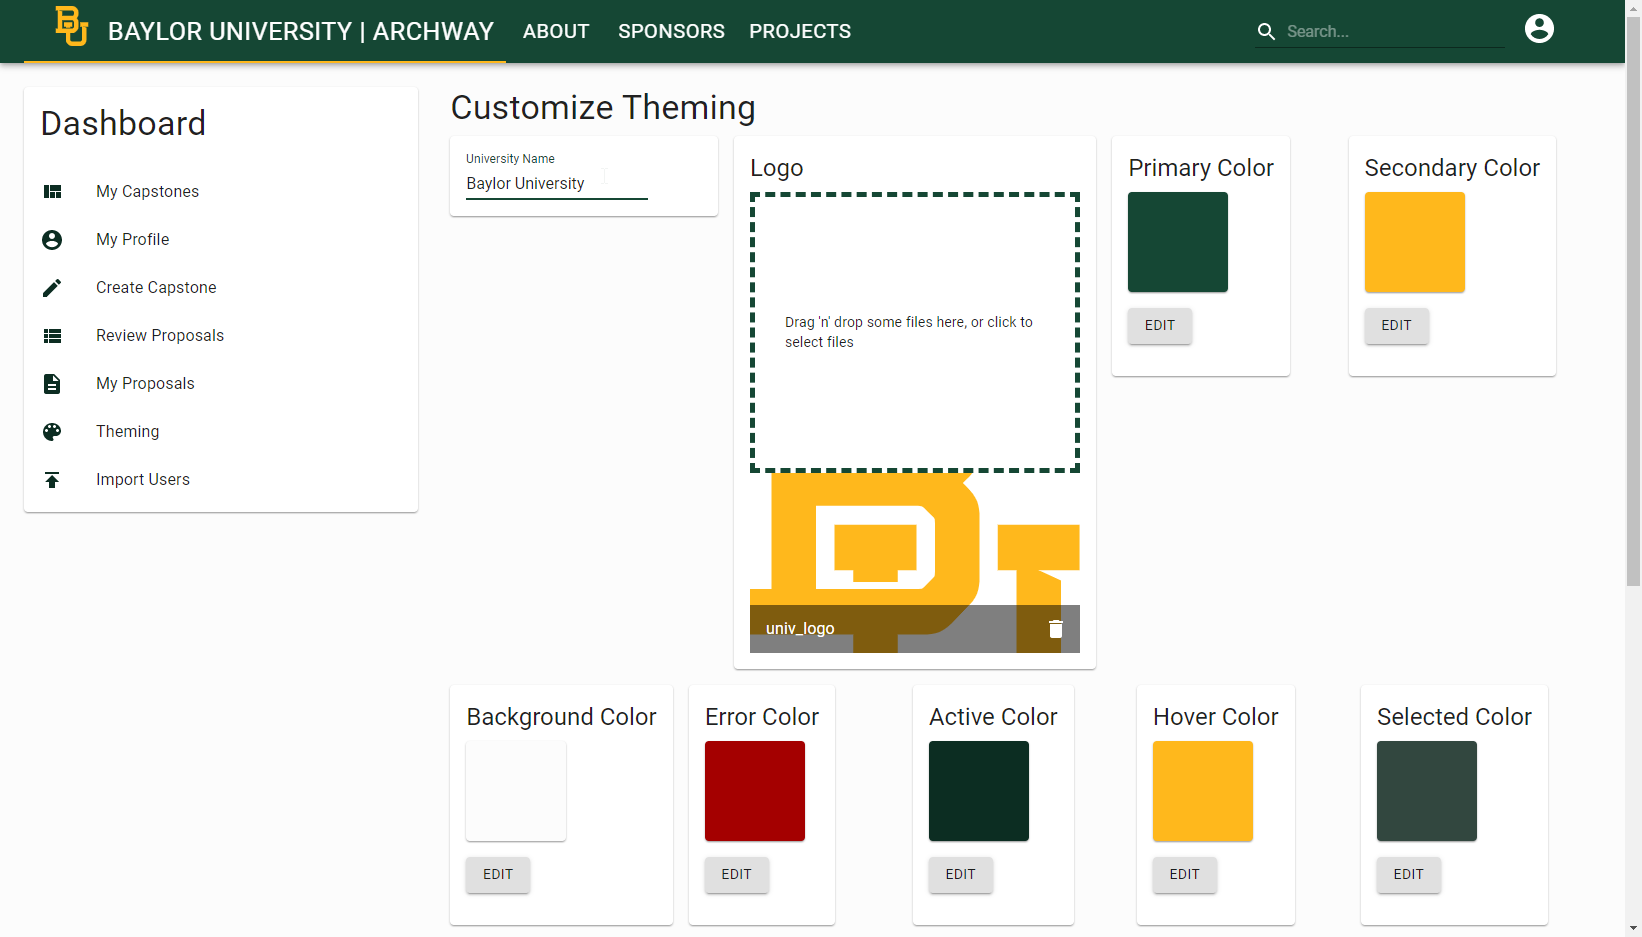 BU
BAYLOR UNIVERSITY | ARCHWAY
ABOUT
SPONSORS
PROJECTS
Search...
Dashboard
My Capstones
My Profile
Create Capstone
Review Proposals
My Proposals
Theming
Import Users
Customize Theming
University Name
Baylor University
Logo
Drag 'n' drop some files here, or click to
select files
univ_logo
Primary Color
EDIT
Secondary Color
EDIT
Background Color
EDIT
Error Color
EDIT
Active Color
EDIT
Hover Color
EDIT
Selected Color
EDIT